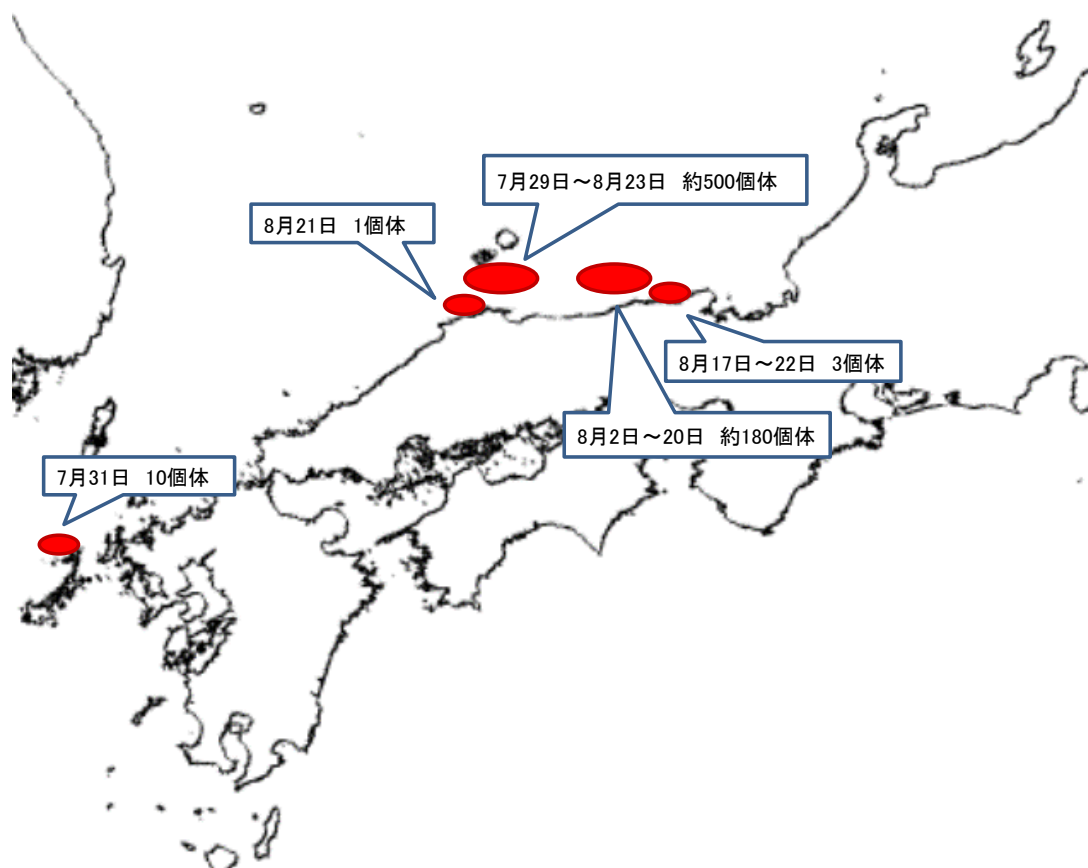 7月29日～8月23日　約500個体
8月21日　1個体
8月17日～22日　3個体
8月2日～20日　約180個体
7月31日　10個体